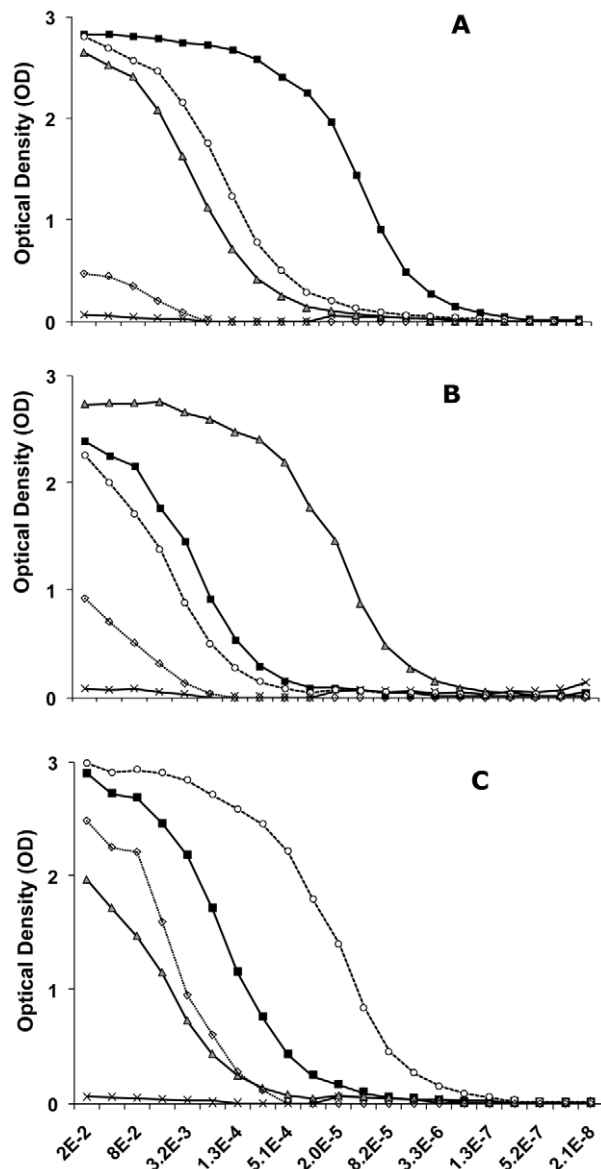 A
3
2
1
0
Optical Density (OD)
B
3
2
1
0
Optical Density (OD)
C
3
2
1
0
Optical Density (OD)
2E-2
8E-2
3.2E-3
1.3E-4
5.1E-4
2.0E-5
8.2E-5
3.3E-6
1.3E-7
5.2E-7
2.1E-8